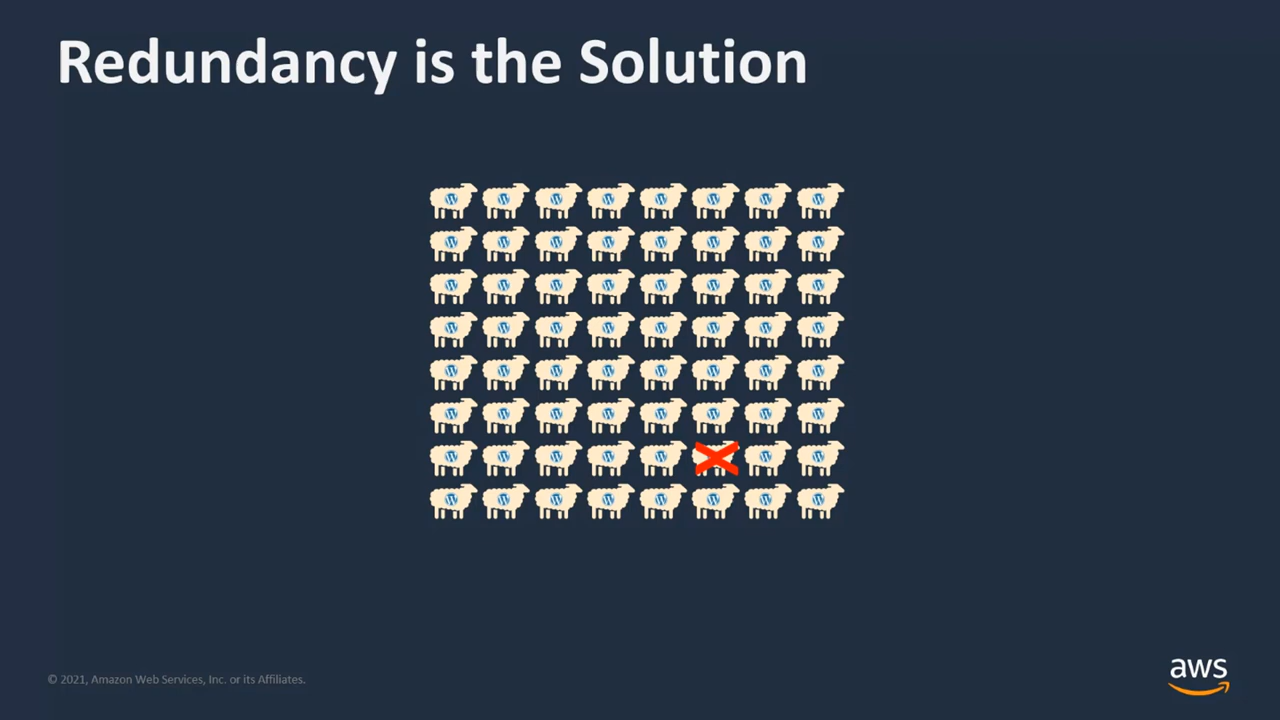 Redundancy is the Solution
© 2021, Amazon Web Services, Inc. or its Affiliates.
aws